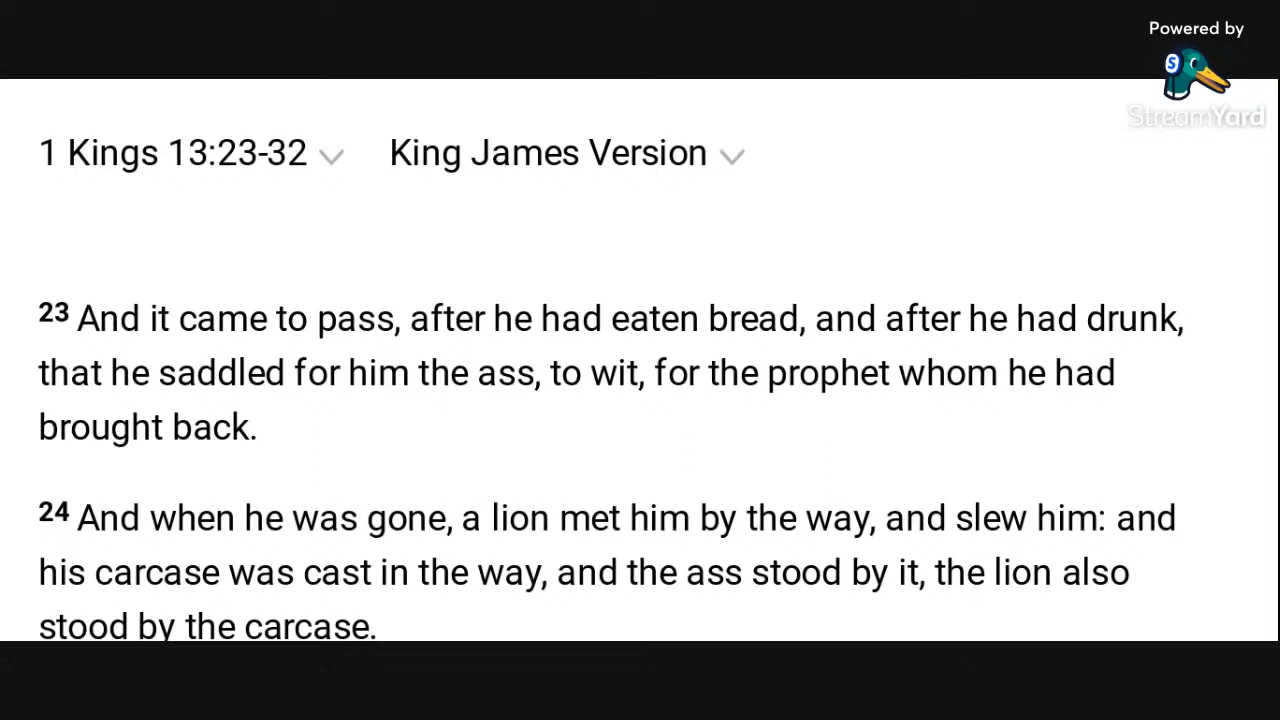 Powered by
S
StreamYard
1 Kings 13:23-32 King James Version
23 And it came to pass, after he had eaten bread, and after he had drunk,
that he saddled for him the ass, to wit, for the prophet whom he had
brought back.
24 And when he was gone, a lion met him by the way, and slew him: and
his carcase was cast in the way, and the ass stood by it, the lion also
stood by the carcase.